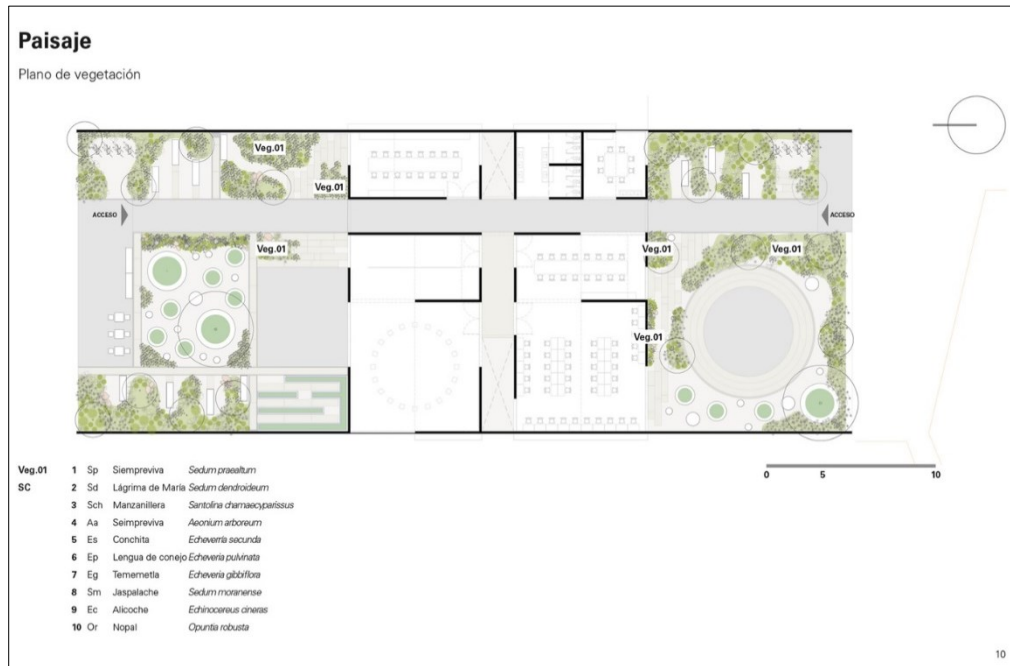 Paisaje
Plano de vegetación
Veg.01
Veg.01
ACCESO
ACCESO
Veg.01
Veg.01
Veg.01
Veg.01
0 5 10
Veg.01 1 Sp Siempreviva Sedum praealtum
SC 2 Sd Lágrima de María Sedum dendroideum
3 Sch Manzanillera Santolina chamaecyparissus
4 Aa Seimpreviva Aeonium arboreum
5 Es Conchita Echeverría secunda
6 Ep Lengua de conejo Echeveria pulvinata
7 Eg Tememetla Echeveria gibbiflora
8 Sm Jaspalache Sedum moranense
9 Ec Alicoche Echinocereus cineras
10 Or Nopal Opuntia robusta
10